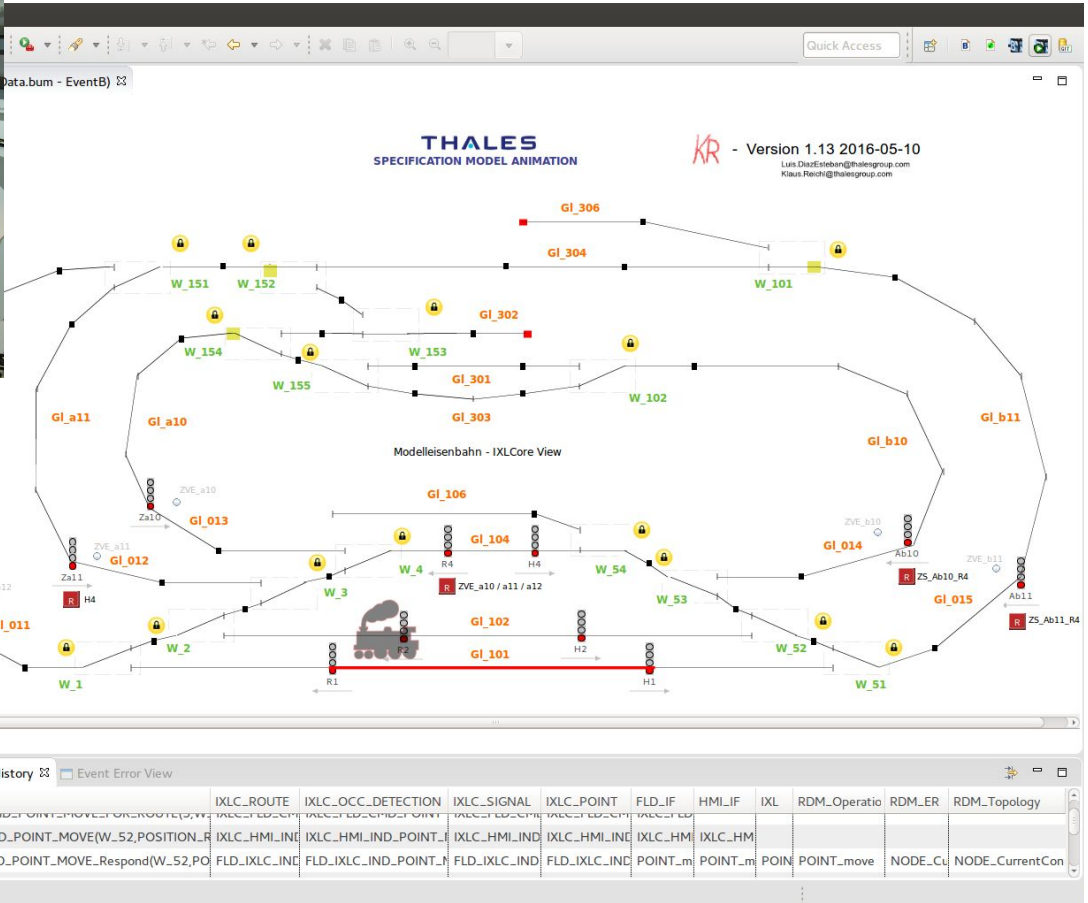 Quick Access
Data.bum - EventB)
THALES
SPECIFICATION MODEL ANIMATION
KR - Version 1.13 2016-05-10
Luis.DiazEsteban@thalesgroup.com
Klaus.Reichl@thalesgroup.com
Gl_306
Gl_304
W_151
W_152
W_101
Gl_302
W_154
W_153
W_155
Gl_301
W_102
Gl_a11
Gl_a10
Gl_303
Gl_b11
Gl_b10
Modelleisenbahn - IXLCore View
ZVE_a10
Gl_106
Za10
Gl_013
ZVE_b10
Gl_104
ZVE_a11
Gl_012
Gl_014
Ab10
ZVE_b11
R4
H4
W_4
W_54
Za11
R ZVE_a10 / a11 / a12
R ZS_Ab10_R4
a12
W_3
W_53
Gl_015
Ab11
R H4
R ZS_Ab11_R4
l_011
Gl_102
W_2
R2
H2
W_52
Gl_101
W_1
R1
H1
W_51
istory
Event Error View
IXLC_ROUTE IXLC_OCC_DETECTION IXLC_SIGNAL IXLC_POINT FLD_IF HMI_IF IXL RDM_Operatio RDM_ER RDM_Topology
D_POINT_MOVE(W_52,POSITION_R IXLC_HMI_IND IXLC_HMI_IND_POINT_ IXLC_HMI_IND IXLC_HMI_IND IXLC_HM IXLC_HM
D_POINT_MOVE_Respond(W_52,PO FLD_IXLC_IND FLD_IXLC_IND_POINT_ FLD_IXLC_IND FLD_IXLC_IND POINT_m POINT_m POIN POINT_move NODE_Cu NODE_CurrentCon